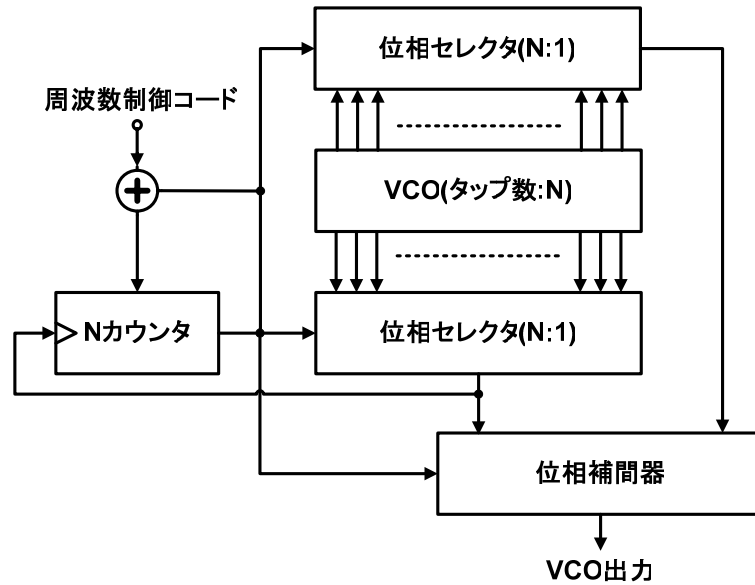 位相セレクタ(N:1)
周波数制御コード
VCO(タップ数:N)
Nカウンタ
位相セレクタ(N:1)
位相補間器
VCO出力